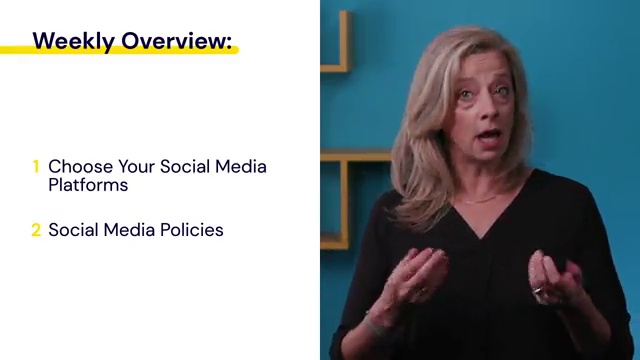 Weekly Overview:
1 Choose Your Social Media
Platforms
2 Social Media Policies